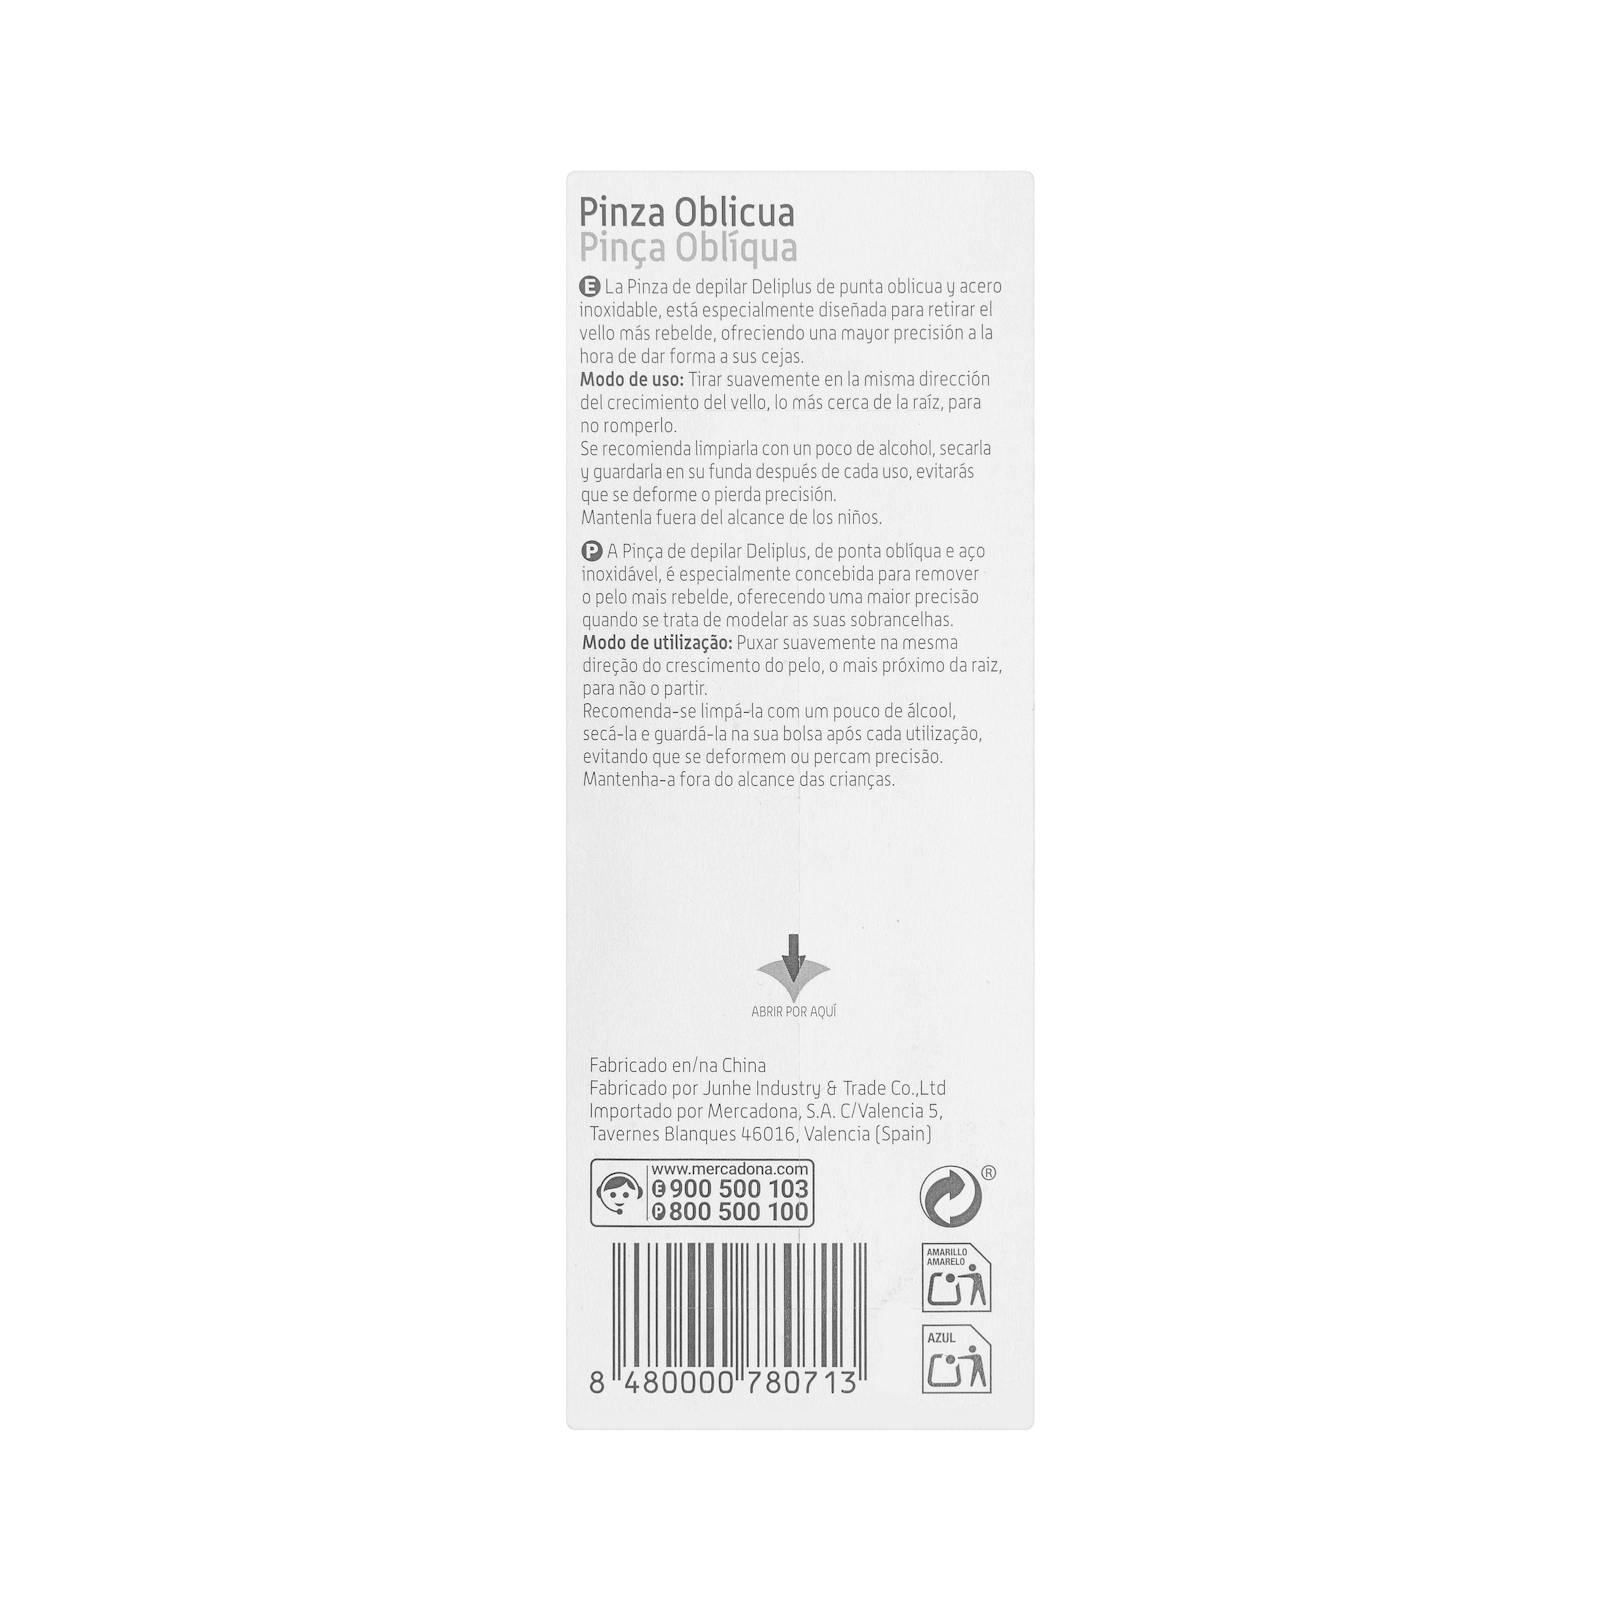 Pinza Oblicua
Pinça Oblíqua
E La Pinza de depilar Deliplus de punta oblicua y acero
inoxidable, está especialmente diseñada para retirar el
vello más rebelde, ofreciendo una mayor precisión a la
hora de dar forma a sus cejas.
Modo de uso: Tirar suavemente en la misma dirección
del crecimiento del vello, lo más cerca de la raíz, para
no romperlo.
Se recomienda limpiarla con un poco de alcohol, secarla
y guardarla en su funda después de cada uso, evitarás
que se deforme o pierda precisión.
Mantenla fuera del alcance de los niños.
P A Pinça de depilar Deliplus, de ponta oblíqua e aço
inoxidável, é especialmente concebida para remover
o pelo mais rebelde, oferecendo uma maior precisão
quando se trata de modelar as suas sobrancelhas.
Modo de utilização: Puxar suavemente na mesma
direção do crescimento do pelo, o mais próximo da raiz,
para não o partir.
Recomenda-se limpá-la com um pouco de álcool,
secá-la e guardá-la na sua bolsa após cada utilização,
evitando que se deformem ou percam precisão.
Mantenha-a fora do alcance das crianças.
ABRIR POR AQUÍ
Fabricado en/na China
Fabricado por Junhe Industry & Trade Co.,Ltd
Importado por Mercadona, S.A. C/Valencia 5,
Tavernes Blanques 46016, Valencia (Spain)
www.mercadona.com
E 900 500 103
P 800 500 100
®
AMARILLO
AMARELO
AZUL
8 480000 780713